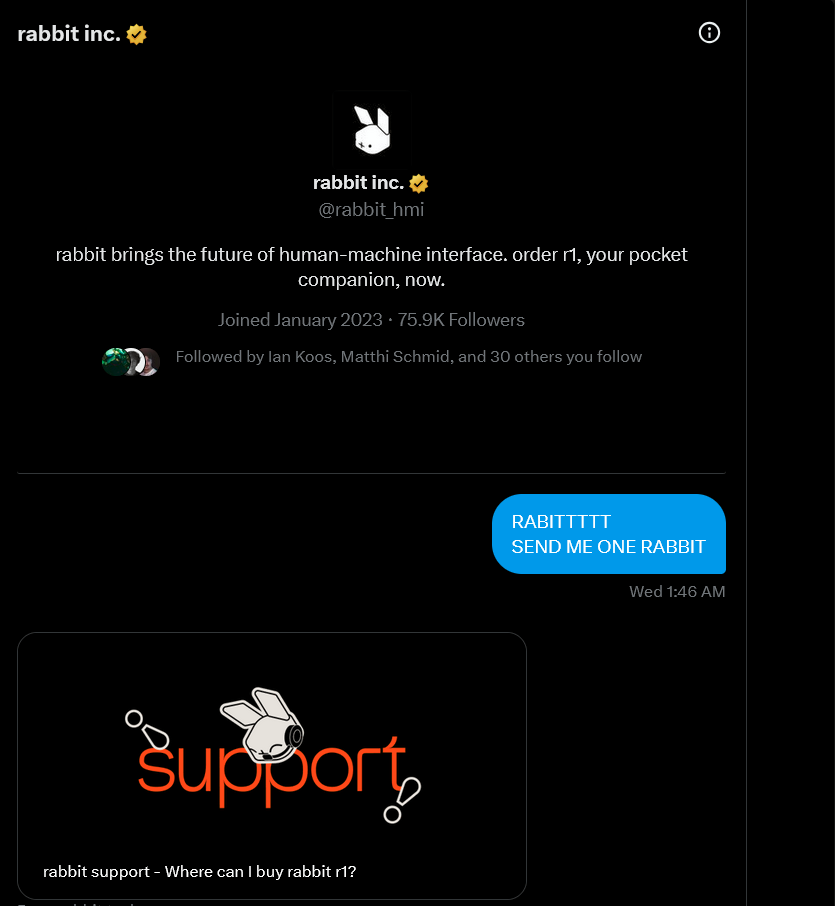 rabbit inc.
rabbit inc.
@rabbit_hmi
rabbit brings the future of human-machine interface. order r1, your pocket
companion, now.
Joined January 2023 · 75.9K Followers
Followed by Ian Koos, Matthi Schmid, and 30 others you follow
RABITTTTT
SEND ME ONE RABBIT
Wed 1:46 AM
support
rabbit support - Where can I buy rabbit r1?